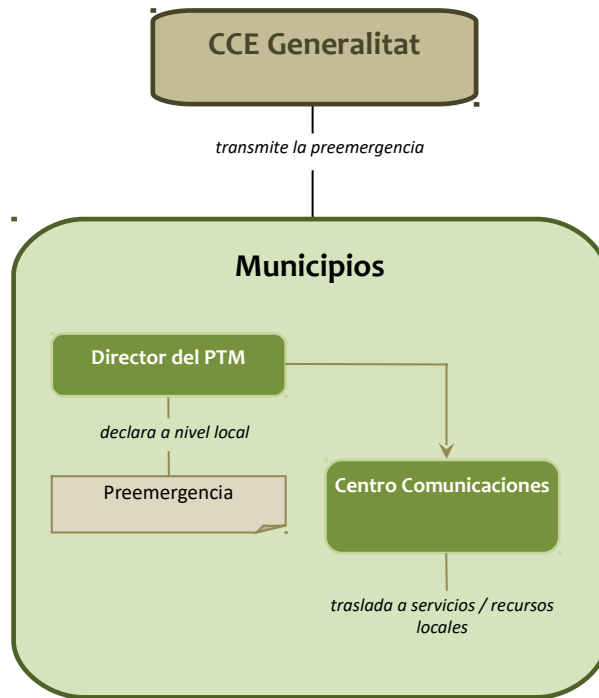 CCE Generalitat
transmite la preemergencia
Municipios
Director del PTM
declara a nivel local
Preemergencia
Centro Comunicaciones
traslada a servicios / recursos
locales